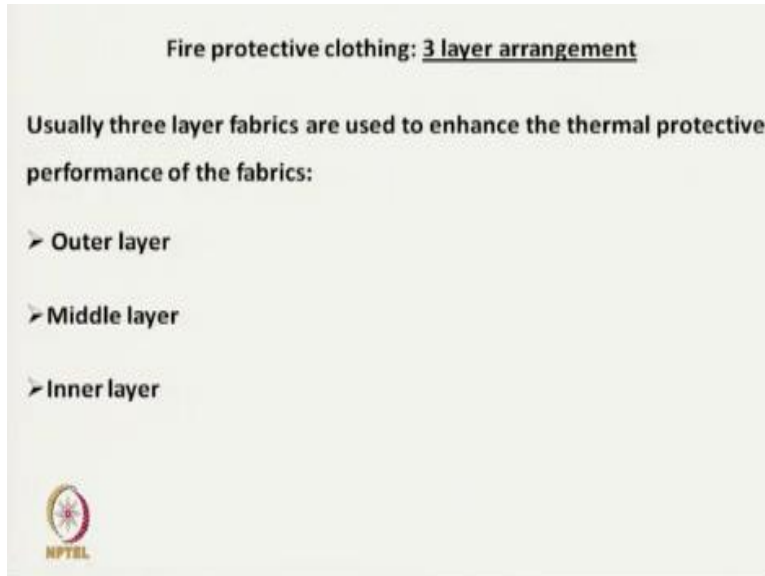 Fire protective clothing: 3 layer arrangement
Usually three layer fabrics are used to enhance the thermal protective
performance of the fabrics:
➢ Outer layer
➢ Middle layer
➢ Inner layer
NPTEL